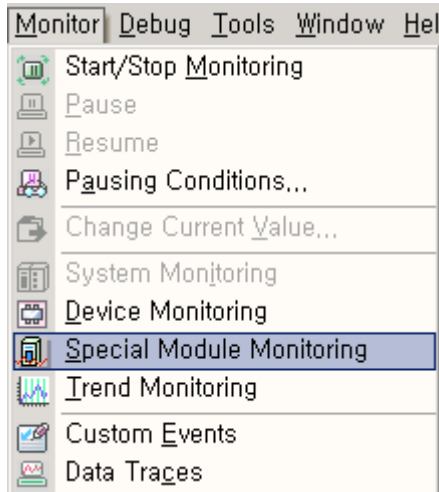 Monitor Debug Tools Window Hel
Start/Stop Monitoring
Pause
Resume
Pausing Conditions...
Change Current Value...
System Monitoring
Device Monitoring
Special Module Monitoring
Trend Monitoring
Custom Events
Data Traces